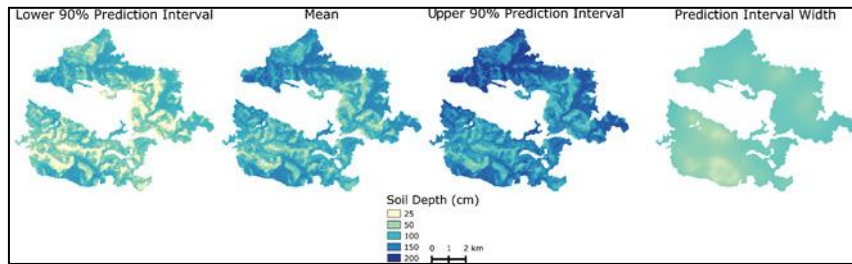 Lower 90% Prediction Interval
Mean
Upper 90% Prediction Interval
Prediction Interval Width
Soil Depth (cm)
25
50
100
150
200
0 1 2 km